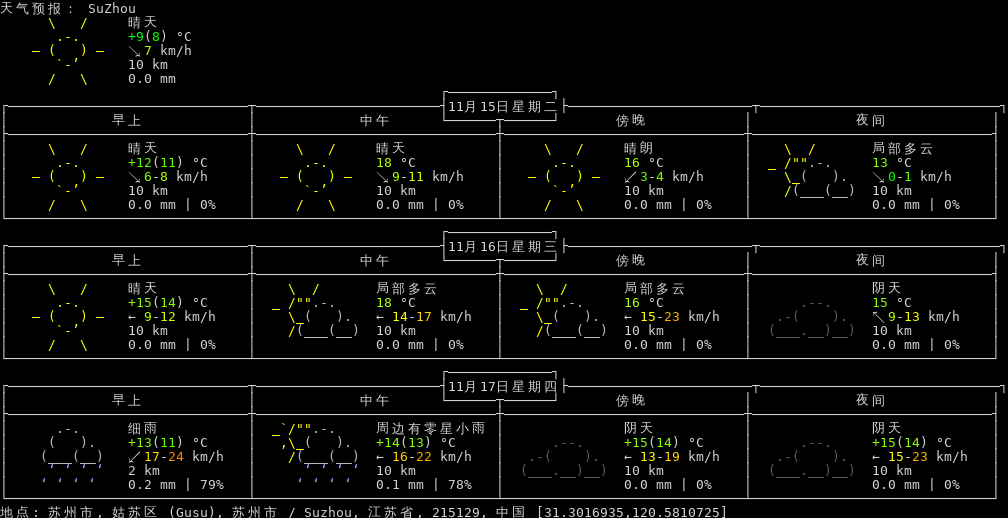 天气预报： SuZhou
晴天
+9(8) °C
↘ 7 km/h
10 km
0.0 mm
11月15日星期二
早上 中午 傍晚 夜间
晴天 晴天 晴朗 局部多云
+12(11) °C 18 °C 16 °C 13 °C
↘ 6-8 km/h ↘ 9-11 km/h ↙ 3-4 km/h ↘ 0-1 km/h
10 km 10 km 10 km 10 km
0.0 mm | 0% 0.0 mm | 0% 0.0 mm | 0% 0.0 mm | 0%
11月16日星期三
早上 中午 傍晚 夜间
晴天 局部多云 局部多云 阴天
+15(14) °C 18 °C 16 °C 15 °C
← 9-12 km/h ← 14-17 km/h ← 15-23 km/h ↖ 9-13 km/h
10 km 10 km 10 km 10 km
0.0 mm | 0% 0.0 mm | 0% 0.0 mm | 0% 0.0 mm | 0%
11月17日星期四
早上 中午 傍晚 夜间
细雨 周边有零星小雨 阴天 阴天
+13(11) °C +14(13) °C +15(14) °C +15(14) °C
↙ 17-24 km/h ← 16-22 km/h ← 13-19 km/h ← 15-23 km/h
2 km 10 km 10 km 10 km
0.2 mm | 79% 0.1 mm | 78% 0.0 mm | 0% 0.0 mm | 0%
地点: 苏州市, 姑苏区 (Gusu), 苏州市 / Suzhou, 江苏省, 215129, 中国 [31.3016935,120.5810725]